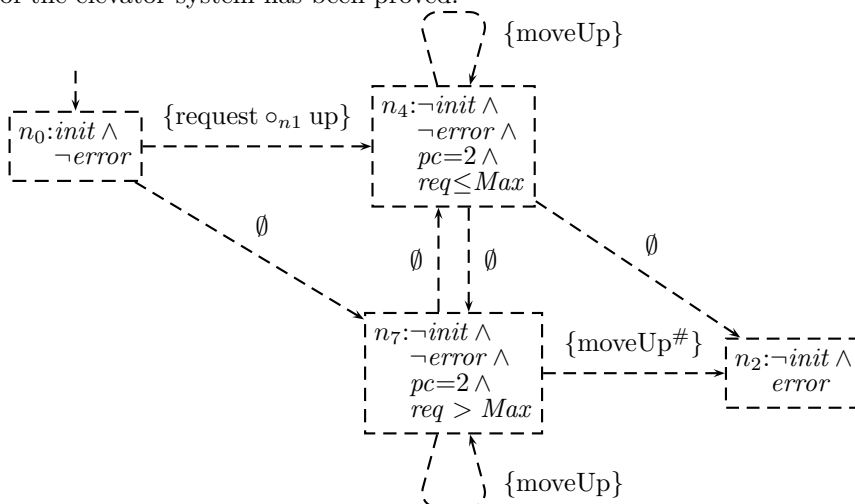 of the elevator system has been proved.
{moveUp}
n₀:init ∧
¬error
{request ∘ₙ₁ up}
n₄:¬init ∧
¬error ∧
pc=2 ∧
req≤Max
∅
∅
∅
∅
n₇:¬init ∧
¬error ∧
pc=2 ∧
req > Max
{moveUp#}
n₂:¬init ∧
error
{moveUp}